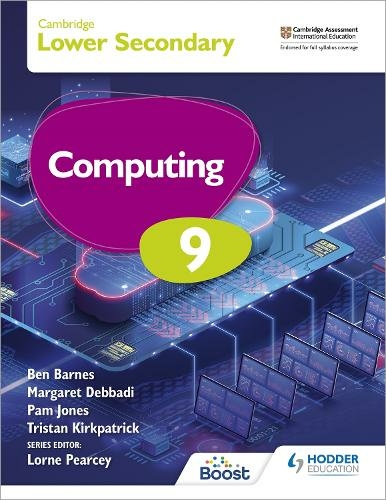 Cambridge
Lower Secondary
Cambridge Assessment
International Education
Endorsed for full syllabus coverage
Computing
9
Ben Barnes
Margaret Debbadi
Pam Jones
Tristan Kirkpatrick
SERIES EDITOR:
Lorne Pearcey
Boost
HODDER
EDUCATION